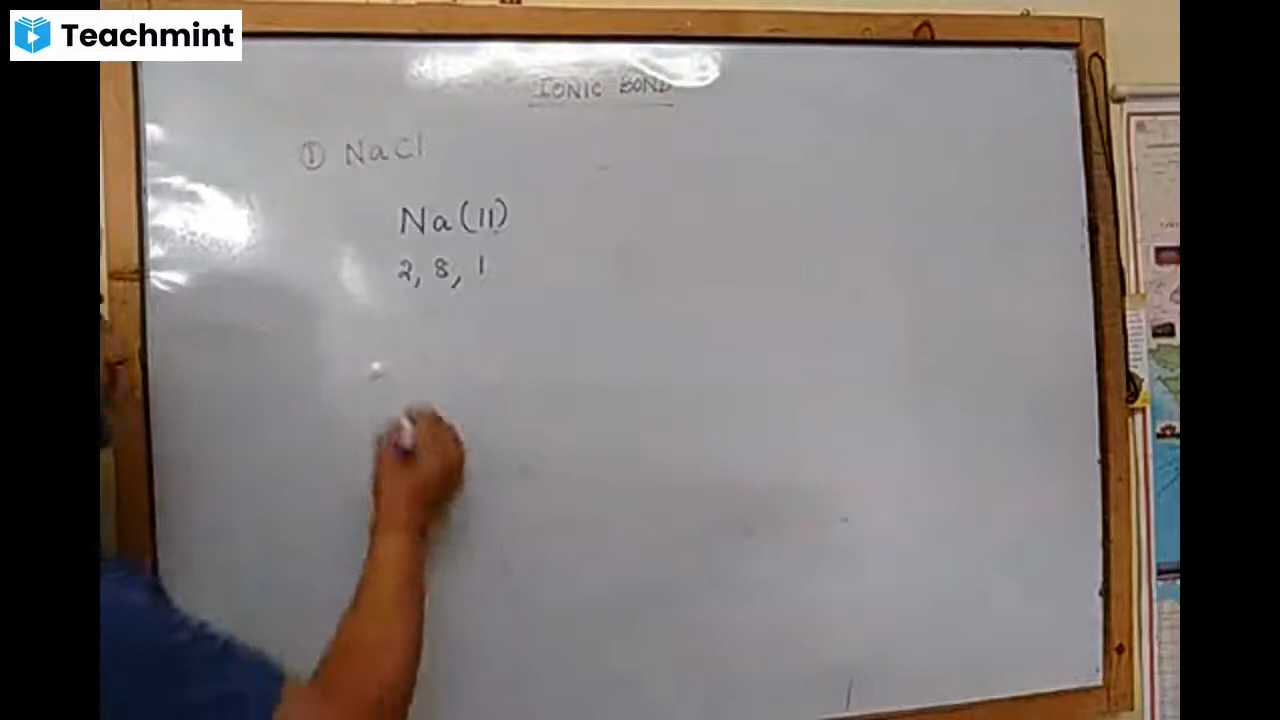 Teachmint
IONIC BOND
① NaCl
Na (11)
2, 8, 1